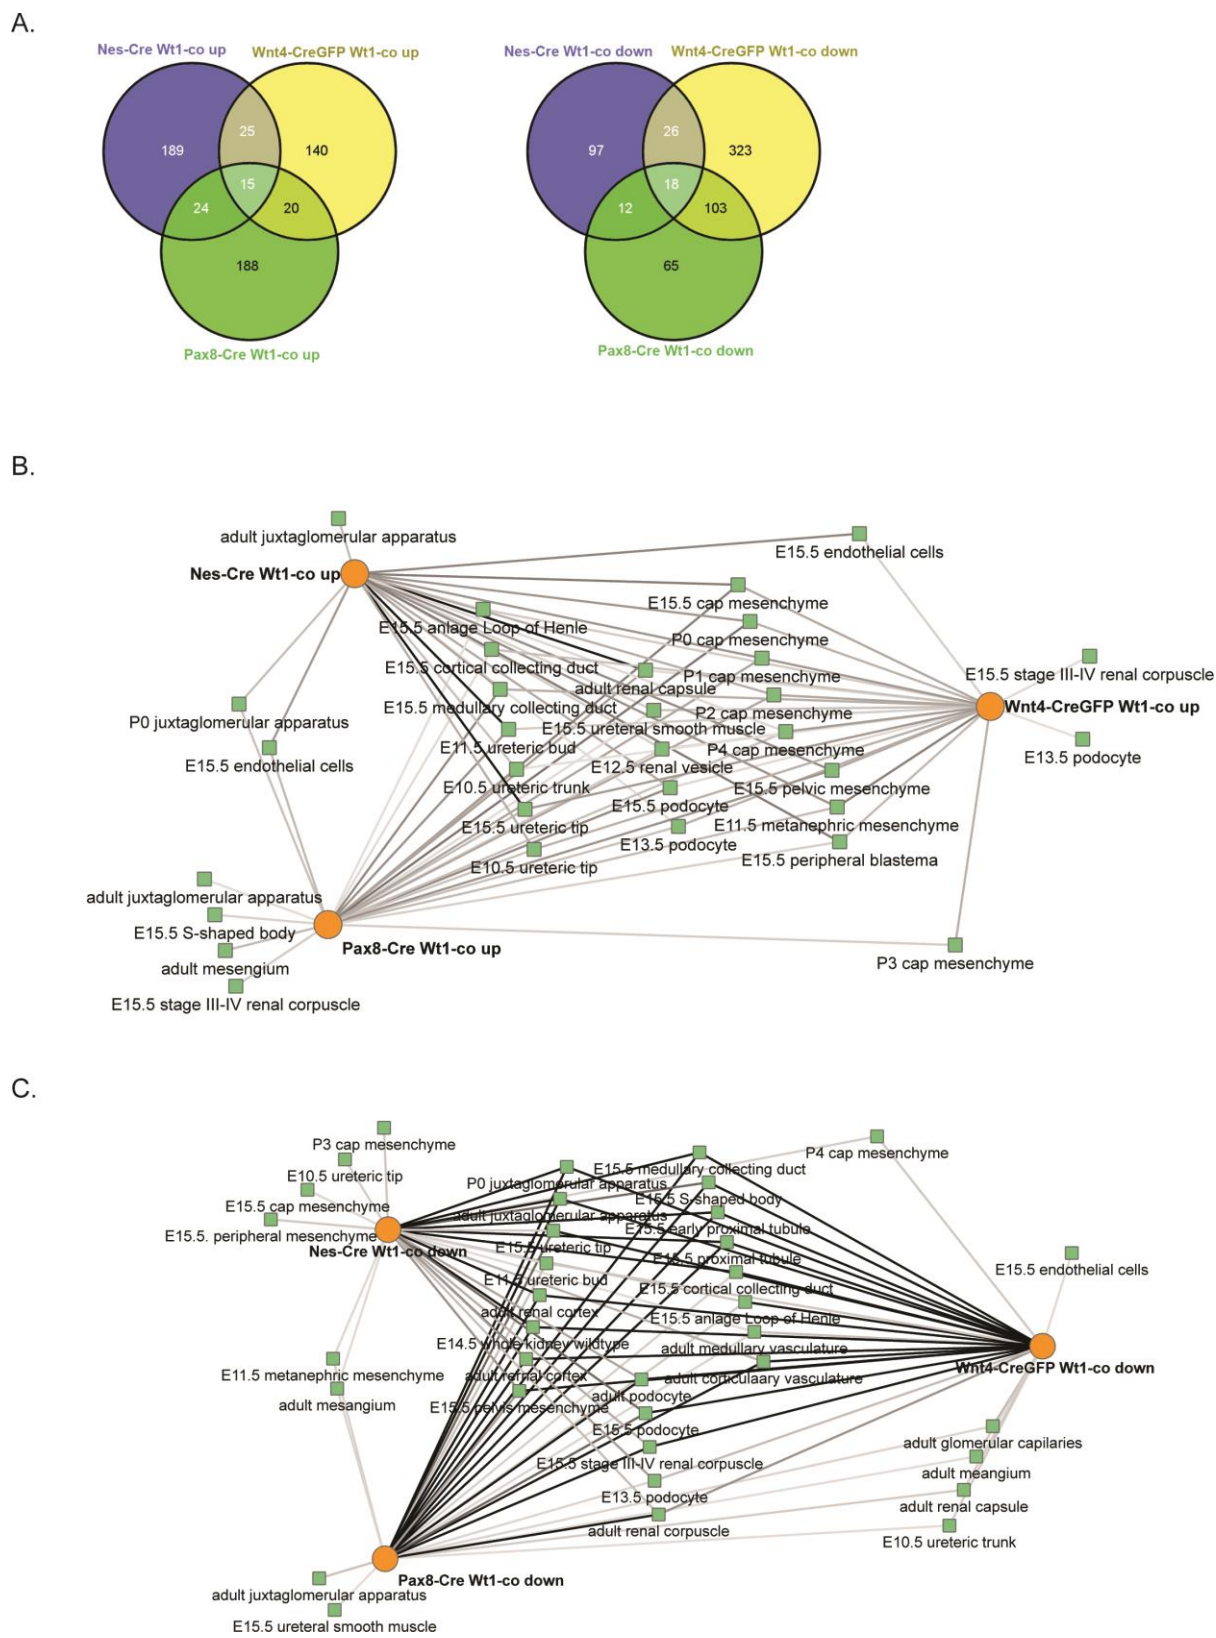 A.
Nes-Cre Wt1-co up
Wnt4-CreGFP Wt1-co up
25
189
140
15
24
20
188
Pax8-Cre Wt1-co up
Nes-Cre Wt1-co down
Wnt4-CreGFP Wt1-co down
26
97
323
18
12
103
65
Pax8-Cre Wt1-co down
B.
adult juxtaglomerular apparatus
Nes-Cre Wt1-co up
E15.5 endothelial cells
E15.5 cap mesenchyme
E15.5 anlage Loop of Henle
P0 cap mesenchyme
E15.5 cortical collecting duct
P1 cap mesenchyme
E15.5 stage III-IV renal corpuscle
adult renal capsule
E15.5 medullary collecting duct
P2 cap mesenchyme
Wnt4-CreGFP Wt1-co up
P0 juxtaglomerular apparatus
E15.5 ureteral smooth muscle
E11.5 ureteric bud
P4 cap mesenchyme
E13.5 podocyte
E15.5 endothelial cells
E12.5 renal vesicle
E10.5 ureteric trunk
E15.5 pelvic mesenchyme
E15.5 podocyte
E15.5 ureteric tip
E11.5 metanephric mesenchyme
E13.5 podocyte
E15.5 peripheral blastema
E10.5 ureteric tip
adult juxtaglomerular apparatus
E15.5 S-shaped body
Pax8-Cre Wt1-co up
adult mesengium
P3 cap mesenchyme
E15.5 stage III-IV renal corpuscle
C.
P3 cap mesenchyme
P4 cap mesenchyme
E15.5 medullary collecting duct
E10.5 ureteric tip
P0 juxtaglomerular apparatus
E15.5 cap mesenchyme
E15.5 S-shaped body
adult juxtaglomerular apparatus
E15.5 early proximal tubule
E15.5. peripheral mesenchyme
Nes-Cre Wt1-co down
E15.5 ureteric tip
E15.5 proximal tubule
E15.5 endothelial cells
E11.5 ureteric bud
E15.5 cortical collecting duct
adult renal cortex
E15.5 anlage Loop of Henle
E14.5 whole kidney wildtype
adult medullary vasculature
Wnt4-CreGFP Wt1-co down
E11.5 metanephric mesenchyme
adult renal cortex
adult corticulaary vasculature
adult mesangium
adult podocyte
E15.5 pelvis mesenchyme
E15.5 podocyte
adult glomerular capilaries
E15.5 stage III-IV renal corpuscle
adult meangium
E13.5 podocyte
adult renal capsule
adult renal corpuscle
E10.5 ureteric trunk
Pax8-Cre Wt1-co down
adult juxtaglomerular apparatus
E15.5 ureteral smooth muscle